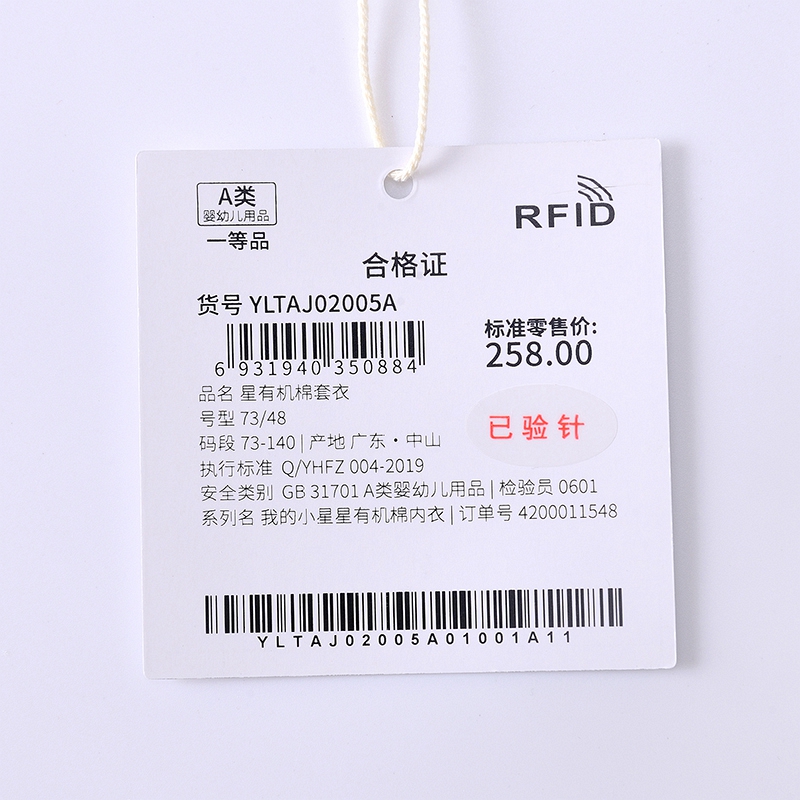 A类
婴幼儿用品
一等品
RFID
合格证
货号 YLTAJ02005A
6 931940 350884
标准零售价:
258.00
品名 星有机棉套衣
号型 73/48
已验针
码段 73-140 | 产地 广东·中山
执行标准 Q/YHFZ 004-2019
安全类别 GB 31701 A类婴幼儿用品 | 检验员 0601
系列名 我的小星星有机棉内衣 | 订单号 4200011548
YLTAJ02005A01001A11